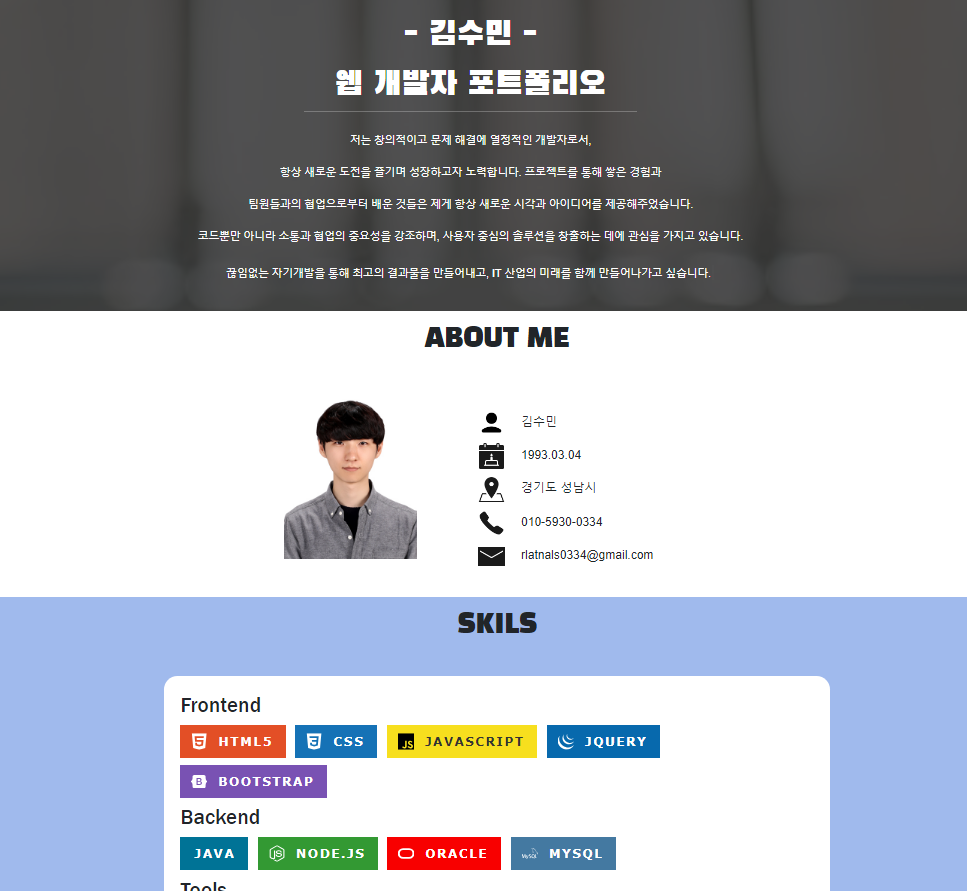 - 김수민 -
웹 개발자 포트폴리오
저는 창의적이고 문제 해결에 열정적인 개발자로서,
항상 새로운 도전을 즐기며 성장하고자 노력합니다. 프로젝트를 통해 쌓은 경험과
팀원들과의 협업으로부터 배운 것들은 제게 항상 새로운 시각과 아이디어를 제공해주었습니다.
코드뿐만 아니라 소통과 협업의 중요성을 강조하며, 사용자 중심의 솔루션을 창출하는 데에 관심을 가지고 있습니다.
끊임없는 자기개발을 통해 최고의 결과물을 만들어내고, IT 산업의 미래를 함께 만들어나가고 싶습니다.
ABOUT ME
김수민
1993.03.04
경기도 성남시
010-5930-0334
rlatnals0334@gmail.com
SKILS
Frontend
HTML5 CSS JS JAVASCRIPT JQUERY
B BOOTSTRAP
Backend
JAVA JS NODE.JS ORACLE MySQL MYSQL
Tools